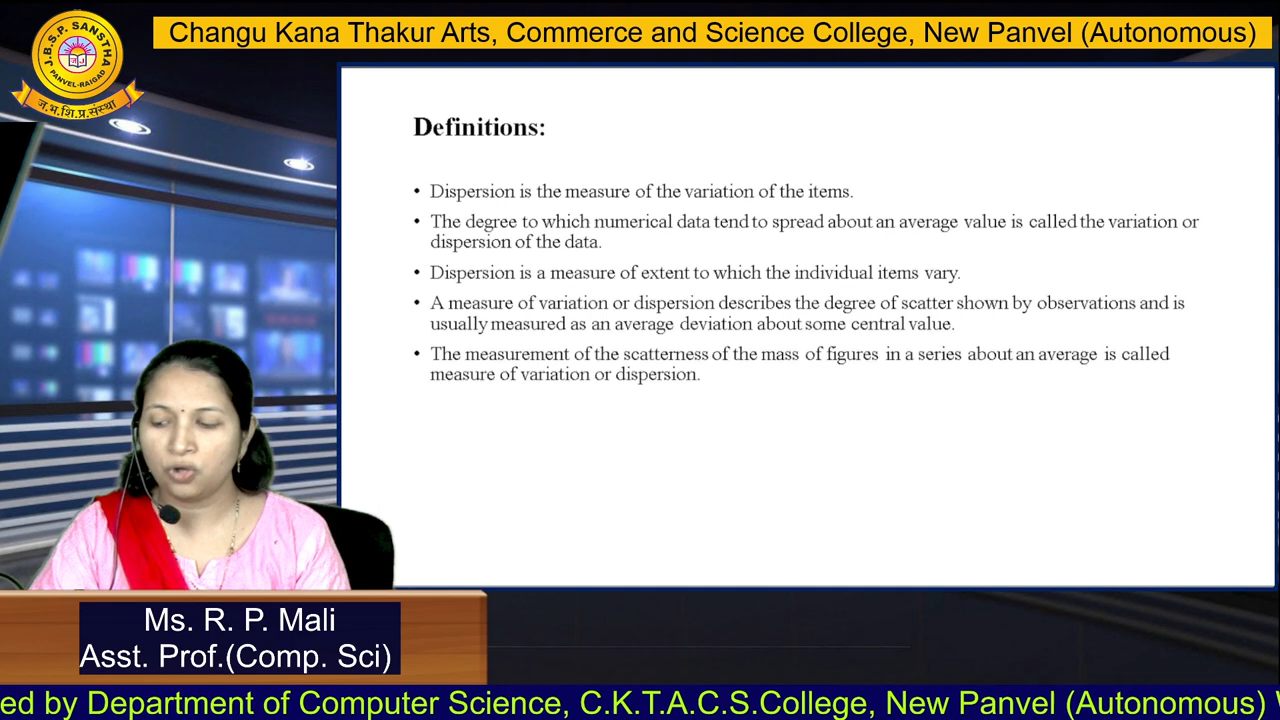 J.B.S.P. SANSTHA
PANVEL-RAIGAD
ज.भ.शि.प्र.संस्था
Changu Kana Thakur Arts, Commerce and Science College, New Panvel (Autonomous)
Definitions:
• Dispersion is the measure of the variation of the items.
• The degree to which numerical data tend to spread about an average value is called the variation or
dispersion of the data.
• Dispersion is a measure of extent to which the individual items vary.
• A measure of variation or dispersion describes the degree of scatter shown by observations and is
usually measured as an average deviation about some central value.
• The measurement of the scatterness of the mass of figures in a series about an average is called
measure of variation or dispersion.
Ms. R. P. Mali
Asst. Prof.(Comp. Sci)
ed by Department of Computer Science, C.K.T.A.C.S.College, New Panvel (Autonomous)